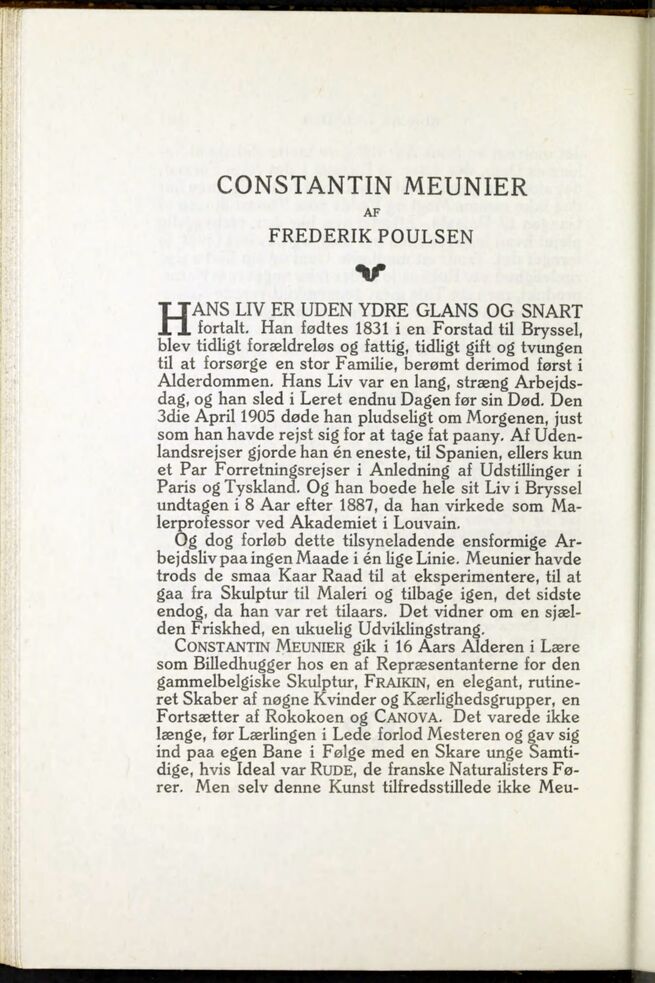 CONSTANTIN MEUNIER
AF
FREDERIK POULSEN
HANS LIV ER UDEN YDRE GLANS OG SNART
fortalt. Han fødtes 1831 i en Forstad til Bryssel,
blev tidligt forældreløs og fattig, tidligt gift og tvungen
til at forsørge en stor Familie, berømt derimod først i
Alderdommen. Hans Liv var en lang, stræng Arbejds-
dag, og han sled i Leret endnu Dagen før sin Død. Den
3die April 1905 døde han pludseligt om Morgenen, just
som han havde rejst sig for at tage fat paany. Af Uden-
landsrejser gjorde han én eneste, til Spanien, ellers kun
et Par Forretningsrejser i Anledning af Udstillinger i
Paris og Tyskland. Og han boede hele sit Liv i Bryssel
undtagen i 8 Aar efter 1887, da han virkede som Ma-
lerprofessor ved Akademiet i Louvain.
Og dog forløb dette tilsyneladende ensformige Ar-
bejdsliv paa ingen Maade i én lige Linie. Meunier havde
trods de smaa Kaar Raad til at eksperimentere, til at
gaa fra Skulptur til Maleri og tilbage igen, det sidste
endog, da han var ret tilaars. Det vidner om en sjæl-
den Friskhed, en ukuelig Udviklingstrang.
CONSTANTIN MEUNIER gik i 16 Aars Alderen i Lære
som Billedhugger hos en af Repræsentanterne for den
gammelbelgiske Skulptur, FRAIKIN, en elegant, rutine-
ret Skaber af nøgne Kvinder og Kærlighedsgrupper, en
Fortsætter af Rokokoen og CANOVA. Det varede ikke
længe, før Lærlingen i Lede forlod Mesteren og gav sig
ind paa egen Bane i Følge med en Skare unge Samti-
dige, hvis Ideal var RUDE, de franske Naturalisters Fø-
rer. Men selv denne Kunst tilfredsstillede ikke Meu-